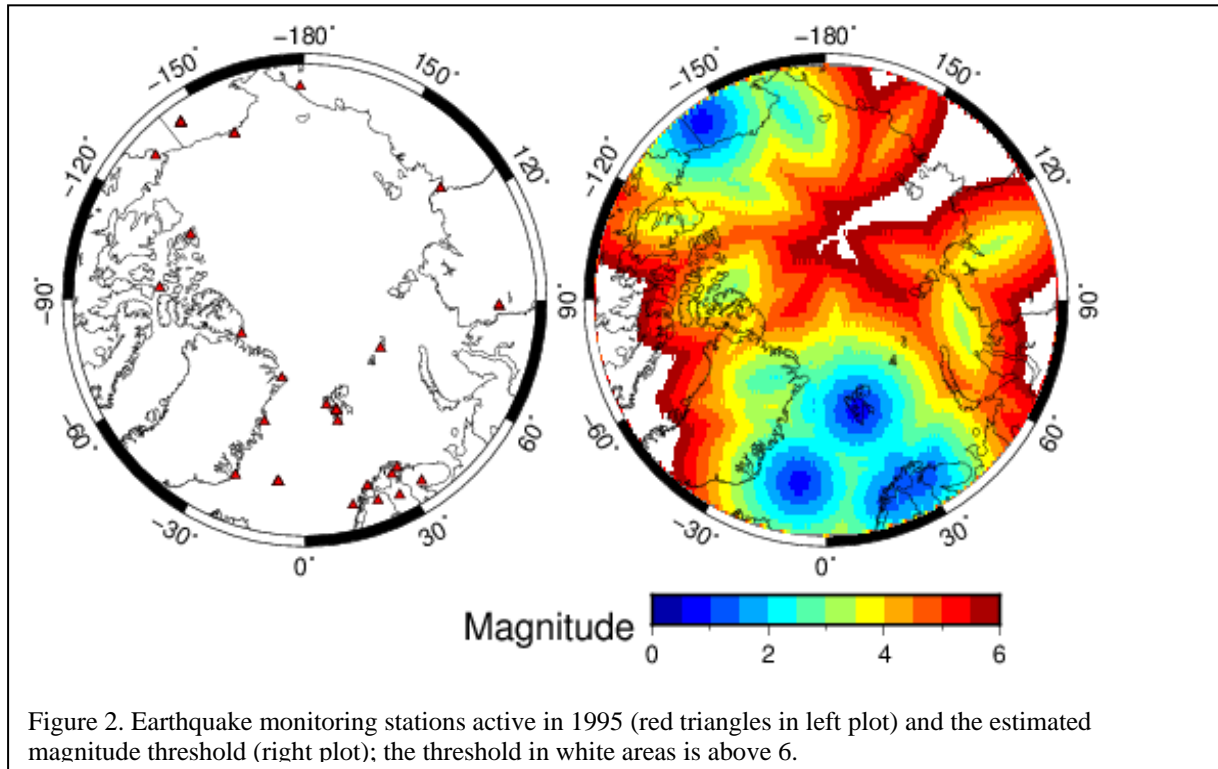 −180˚ −180˚
−150˚ 150˚ −150˚ 150˚
−120˚ 120˚ −120˚ 120˚
−90˚ 90˚ −90˚ 90˚
−60˚ 60˚ −60˚ 60˚
−30˚ 30˚ −30˚ 30˚
0˚ 0˚
Magnitude
0 2 4 6
Figure 2. Earthquake monitoring stations active in 1995 (red triangles in left plot) and the estimated
magnitude threshold (right plot); the threshold in white areas is above 6.